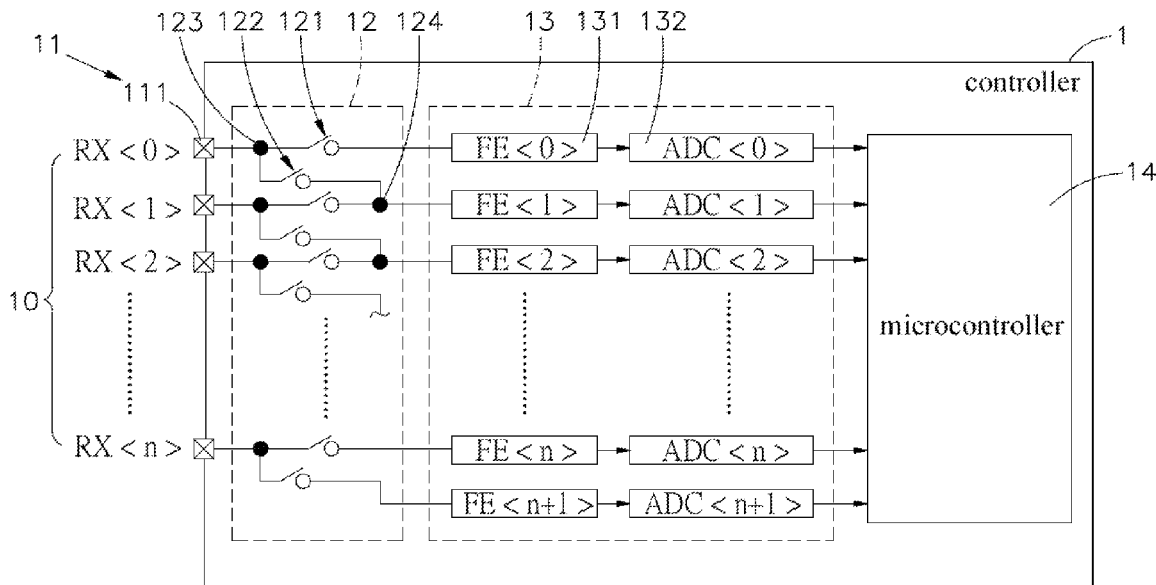 123 122 121 124 13 131 132 1
11 12 controller
111
RX<0> FE<0> ADC<0>
14
RX<1> FE<1> ADC<1>
RX<2> FE<2> ADC<2>
10
microcontroller
RX<n> FE<n> ADC<n>
FE<n+1> ADC<n+1>